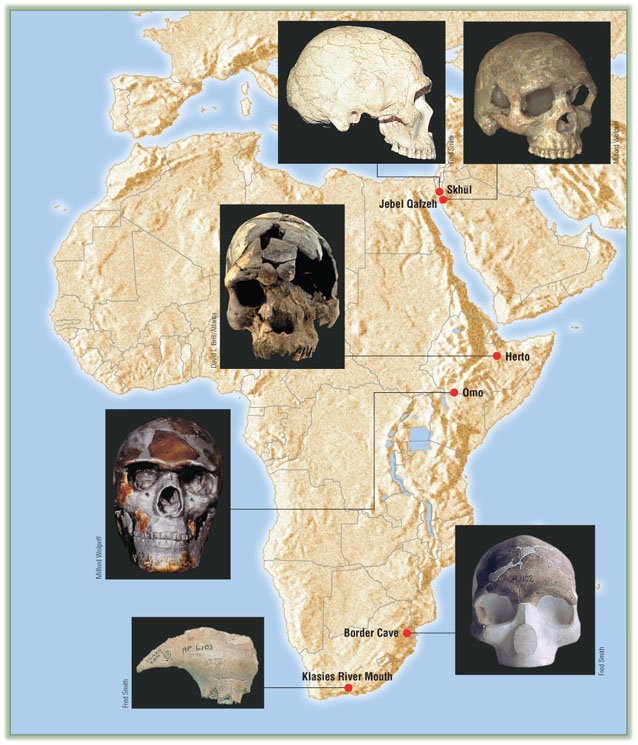 Fred Smith
Milford Wolpoff
Skhūl
Jebel Qafzeh
David L. Brill/Atlanta
Herto
Omo
Milford Wolpoff
Border Cave
Fred Smith
Klasies River Mouth
Fred Smith